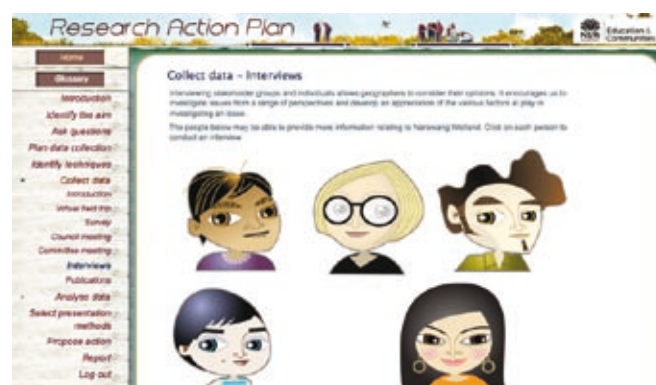 Research Action Plan
NSW
Education &
Communities
Home
Glossary
Introduction
Identify the aim
Ask questions
Plan data collection
Identify techniques
Collect data
Introduction
Virtual field trip
Survey
Council meeting
Committee meeting
Interviews
Publications
Analyse data
Select presentation
methods
Propose action
Report
Log out
Collect data - Interviews
Interviewing stakeholder groups and individuals allows geographers to consider their opinions. It encourages us to
investigate issues from a range of perspectives and develop an appreciation of the various factors at play in
investigating an issue.
The people below may be able to provide more information relating to Narawang Wetland. Click on each person to
conduct an interview.